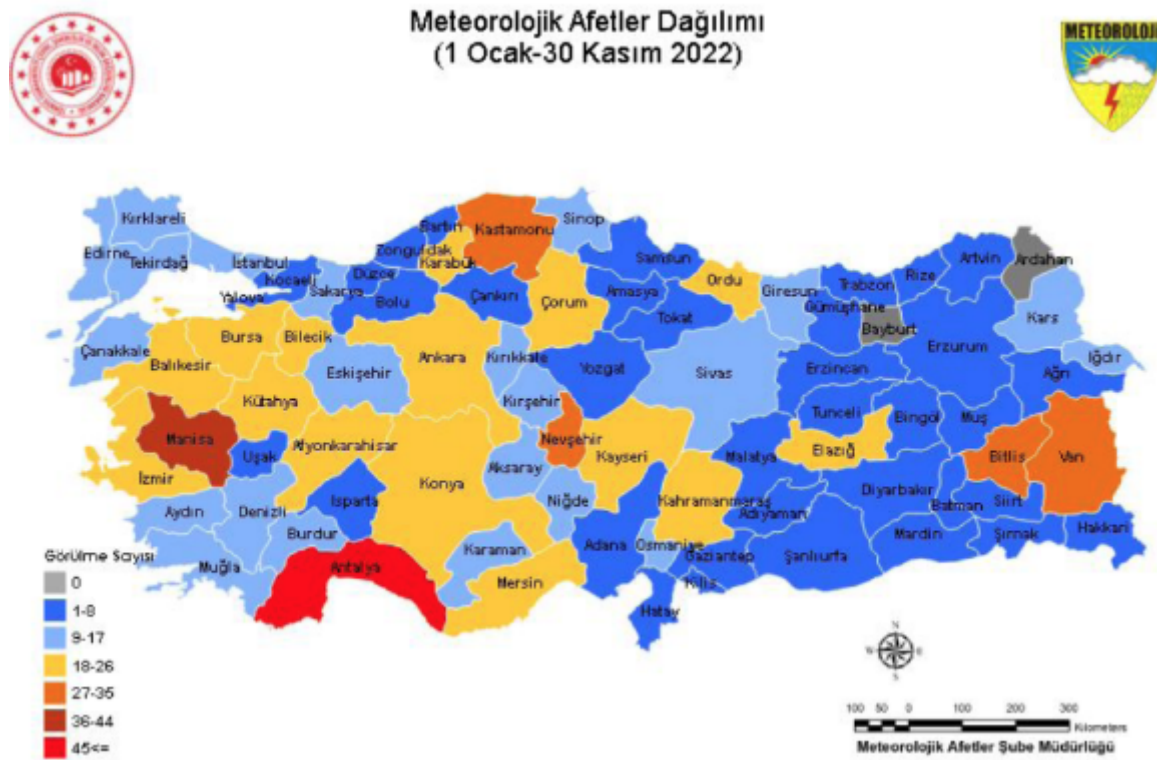 Meteorolojik Afetler Dağılımı
(1 Ocak-30 Kasım 2022)
METEOROLOJİ
Kırklareli
Edirne
Tekirdağ
İstanbul
Kocaeli
Yalova
Sakarya
Düzce
Bolu
Zonguldak
Bartın
Karabük
Kastamonu
Sinop
Çankırı
Çorum
Samsun
Amasya
Tokat
Ordu
Giresun
Gümüşhane
Trabzon
Bayburt
Rize
Artvin
Ardahan
Kars
Iğdır
Erzurum
Ağrı
Çanakkale
Balıkesir
Bursa
Bilecik
Eskişehir
Ankara
Kırıkkale
Kırşehir
Yozgat
Sivas
Erzincan
Tunceli
Bingöl
Muş
Kütahya
Manisa
Uşak
Afyonkarahisar
İzmir
Konya
Aksaray
Nevşehir
Kayseri
Niğde
Malatya
Elazığ
Bitlis
Van
Diyarbakır
Batman
Siirt
Hakkari
Şırnak
Mardin
Şanlıurfa
Adıyaman
Kahramanmaraş
Gaziantep
Kilis
Osmaniye
Adana
Hatay
Mersin
Karaman
Isparta
Burdur
Antalya
Denizli
Aydın
Muğla
Görülme Sayısı
0
1-8
9-17
18-26
27-35
36-44
45<=
N
W
E
S
100 50 0 100 200 300
Kilometers
Meteorolojik Afetler Şube Müdürlüğü